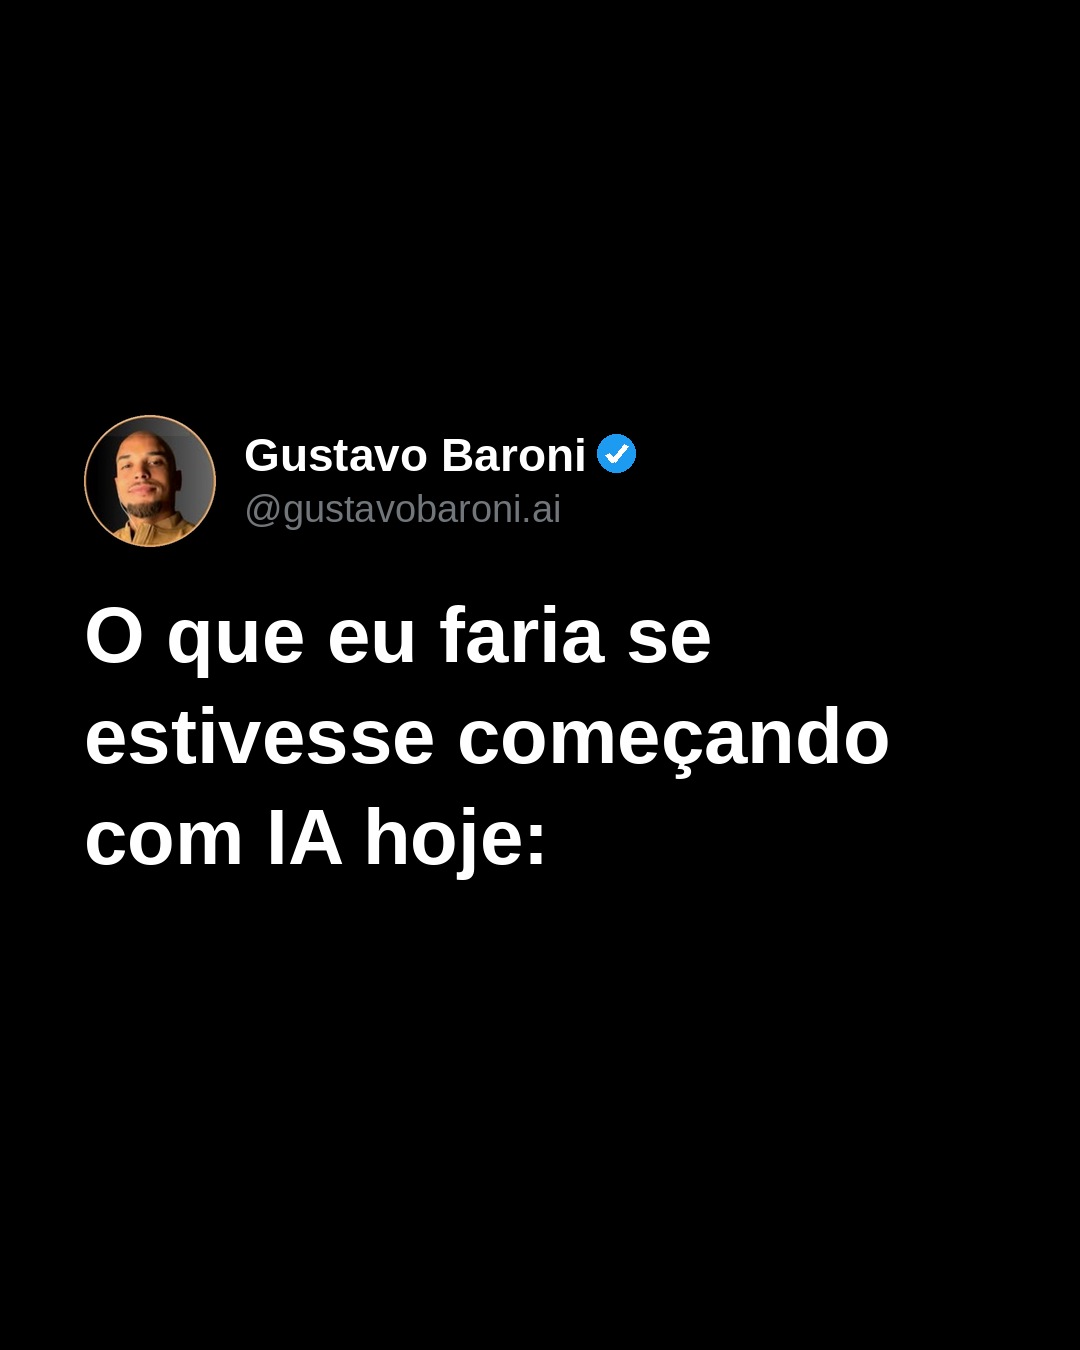 Gustavo Baroni
@gustavobaroni.ai
O que eu faria se
estivesse começando
com IA hoje: